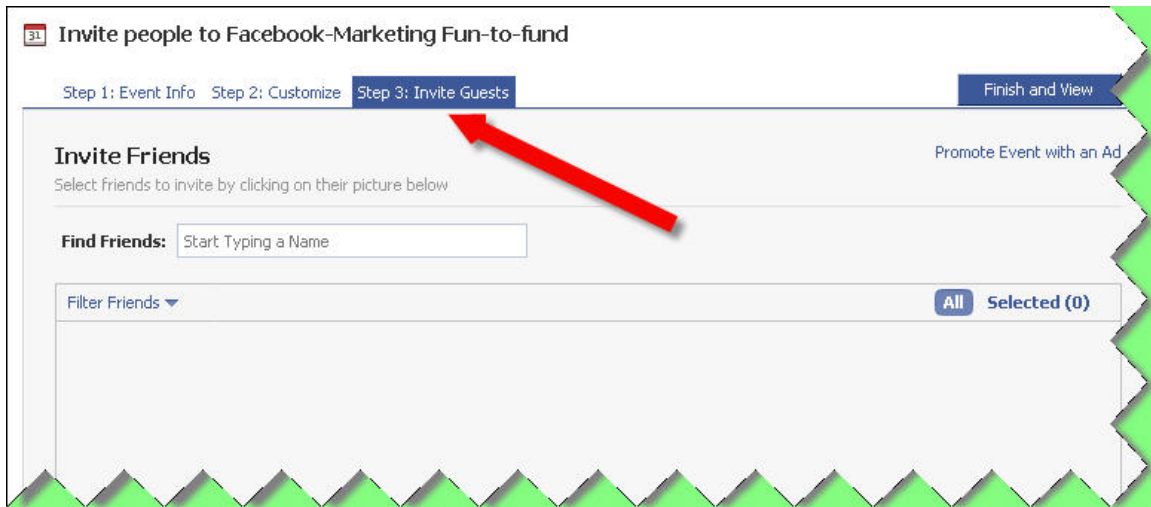 31 Invite people to Facebook-Marketing Fun-to-fund
Step 1: Event Info Step 2: Customize Step 3: Invite Guests Finish and View
Invite Friends Promote Event with an Ad
Select friends to invite by clicking on their picture below
Find Friends: Start Typing a Name
Filter Friends All Selected (0)